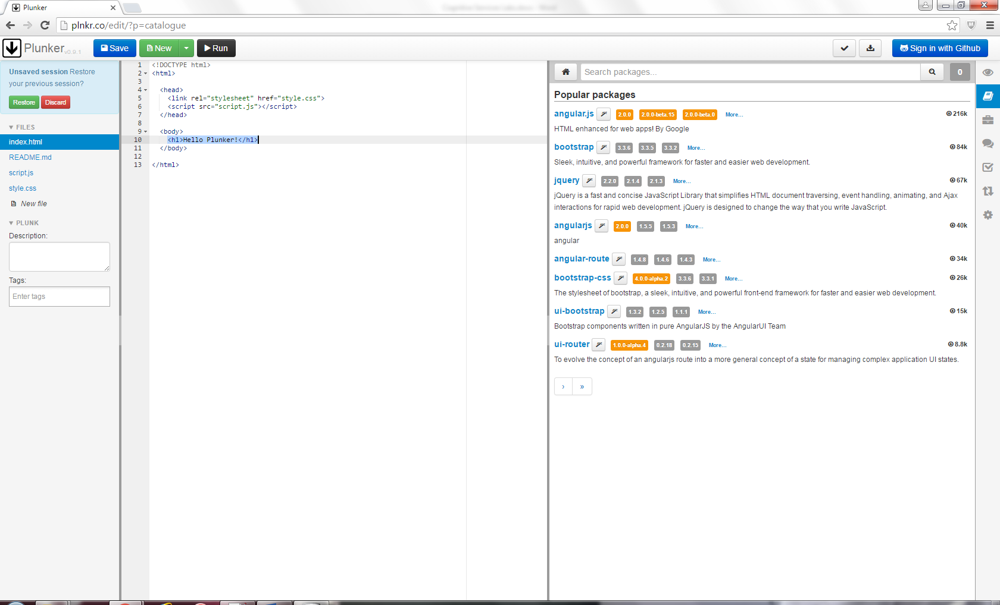 Plunker
plnkr.co/edit/?p=catalogue
Plunker v0.9.1
Save
New
Run
Sign in with Github
Unsaved session Restore
your previous session?
Restore
Discard
FILES
index.html
README.md
script.js
style.css
New file
PLUNK
Description:
Tags:
Enter tags
1 <!DOCTYPE html>
2 <html>
3
4 <head>
5 <link rel="stylesheet" href="style.css">
6 <script src="script.js"></script>
7 </head>
8
9 <body>
10 <h1>Hello Plunker!</h1>
11 </body>
12
13 </html>
Search packages...
0
Popular packages
angular.js 2.0.0 2.0.0-beta.15 2.0.0-beta.0 More... 216k
HTML enhanced for web apps! By Google
bootstrap 3.3.6 3.3.5 3.3.2 More... 84k
Sleek, intuitive, and powerful framework for faster and easier web development.
jquery 2.2.0 2.1.4 2.1.3 More... 67k
jQuery is a fast and concise JavaScript Library that simplifies HTML document traversing, event handling, animating, and Ajax
interactions for rapid web development. jQuery is designed to change the way that you write JavaScript.
angularjs 2.0.0 1.5.5 1.5.3 More... 40k
angular
angular-route 1.4.8 1.4.6 1.4.3 More... 34k
bootstrap-css 4.0.0-alpha.2 3.3.6 3.3.1 More... 26k
The stylesheet of bootstrap, a sleek, intuitive, and powerful front-end framework for faster and easier web development.
ui-bootstrap 1.3.2 1.2.5 1.1.1 More... 15k
Bootstrap components written in pure AngularJS by the AngularUI Team
ui-router 1.0.0-alpha.4 0.2.18 0.2.15 More... 8.8k
To evolve the concept of an angularjs route into a more general concept of a state for managing complex application UI states.
› »